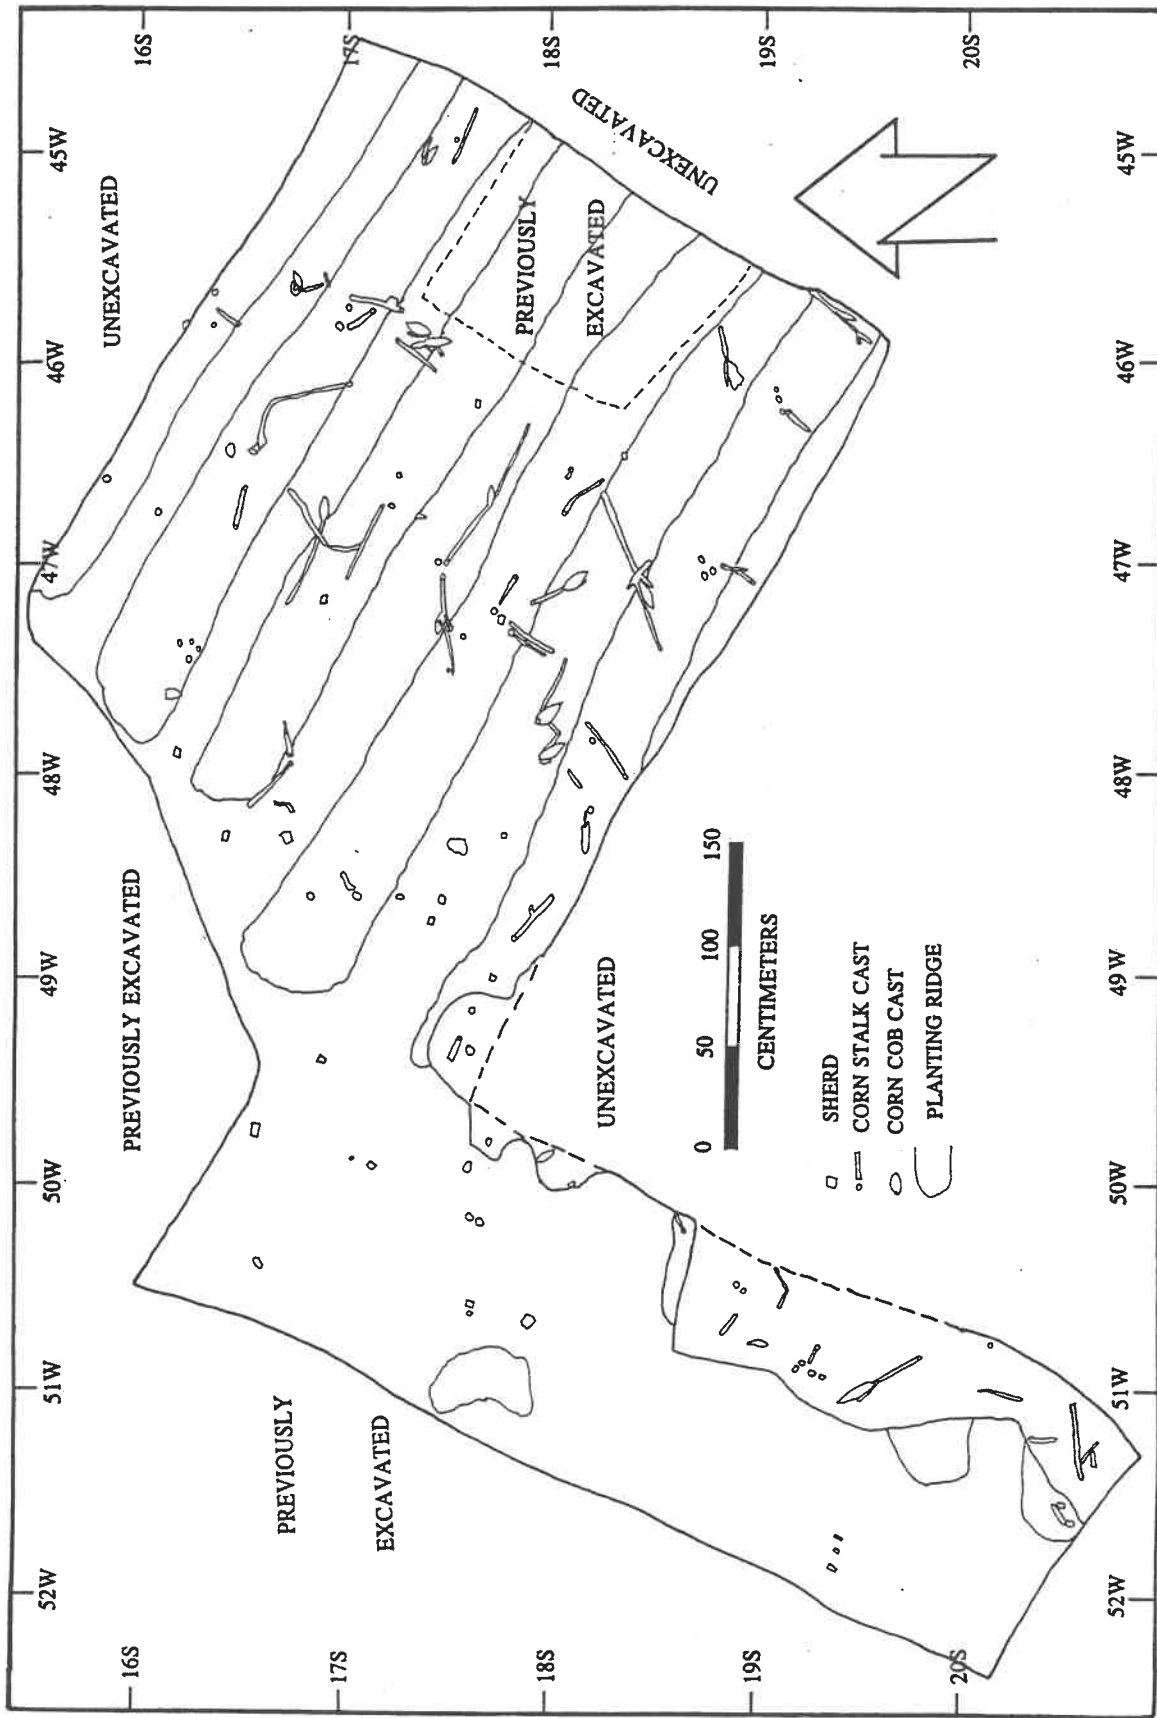 52W
51W
50W
49W
48W
47W
46W
45W
16S
17S
18S
19S
20S
16S
17S
18S
19S
20S
PREVIOUSLY EXCAVATED
UNEXCAVATED
PREVIOUSLY
EXCAVATED
PREVIOUSLY
EXCAVATED
UNEXCAVATED
UNEXCAVATED
0
50
100
150
CENTIMETERS
SHERD
CORN STALK CAST
CORN COB CAST
PLANTING RIDGE
52W
51W
50W
49W
48W
47W
46W
45W